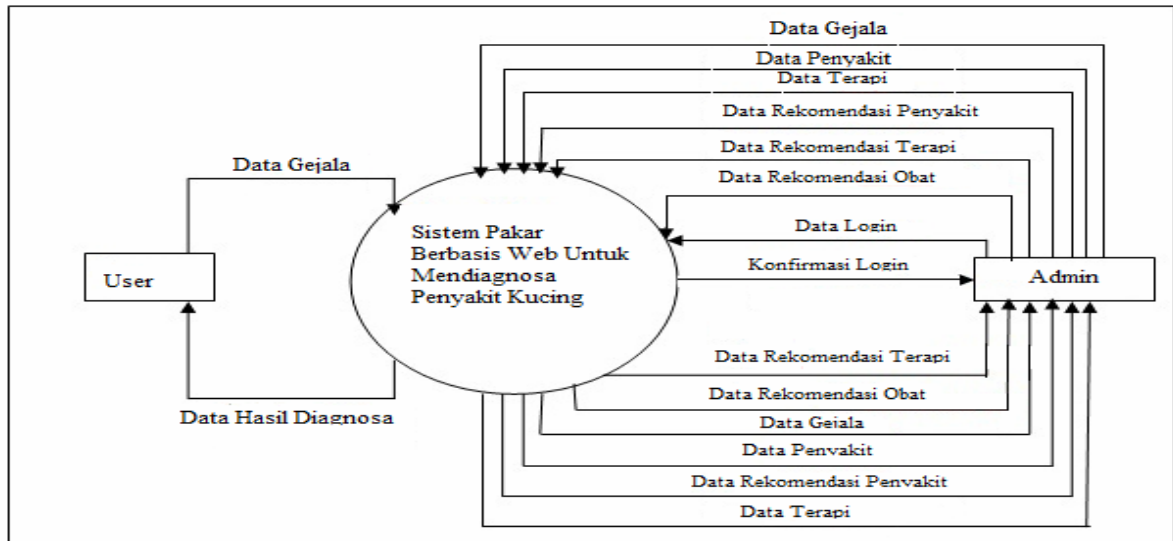 Data Gejala
Data Penyakit
Data Terapi
Data Rekomendasi Penyakit
Data Rekomendasi Terapi
Data Rekomendasi Obat
Data Login
Konfirmasi Login
Data Gejala
User
Sistem Pakar
Berbasis Web Untuk
Mendiagnosa
Penyakit Kucing
Admin
Data Hasil Diagnosa
Data Rekomendasi Terapi
Data Rekomendasi Obat
Data Gejala
Data Penyakit
Data Rekomendasi Penyakit
Data Terapi